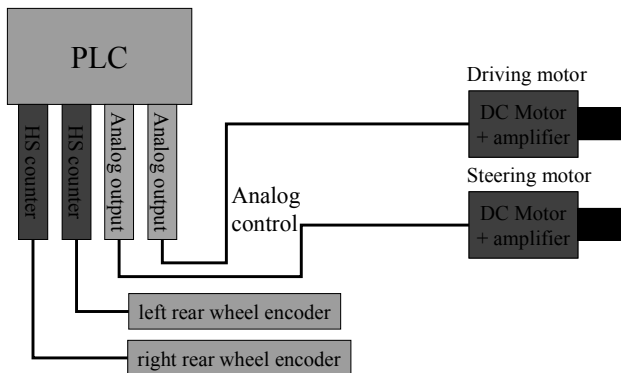 PLC
HS counter
HS counter
Analog output
Analog output
Driving motor
DC Motor
+ amplifier
Steering motor
DC Motor
+ amplifier
Analog
control
left rear wheel encoder
right rear wheel encoder